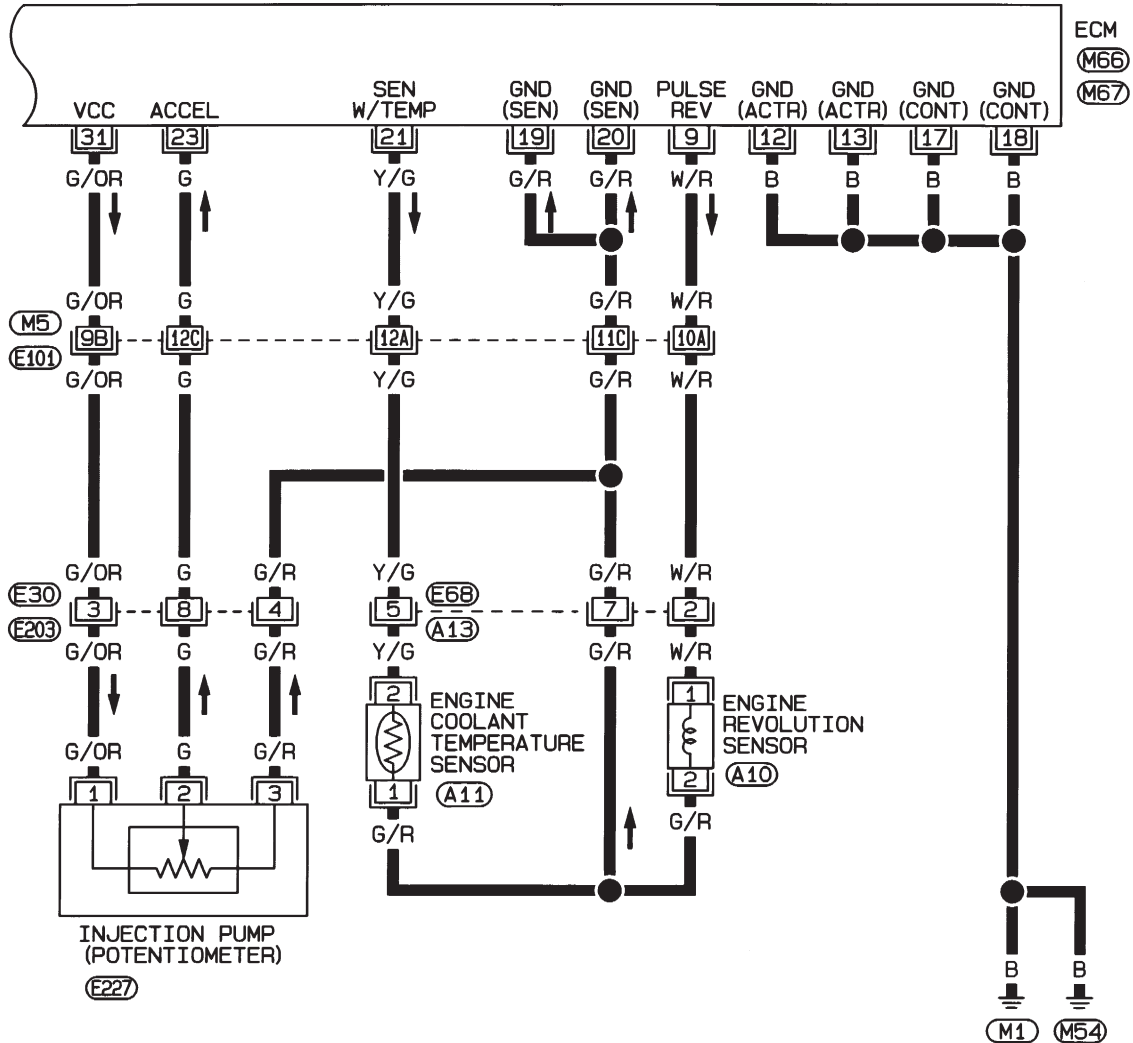 ECM
M66
M67
VCC ACCEL SEN W/TEMP GND (SEN) GND (SEN) PULSE REV GND (ACTR) GND (ACTR) GND (CONT) GND (CONT)
31 23 21 19 20 9 12 13 17 18
G/OR G Y/G G/R G/R W/R B B B B
G/OR G Y/G G/R W/R
M5
9B 12C 12A 11C 10A
E101
G/OR G Y/G G/R W/R
G/OR G G/R Y/G G/R W/R
E30 E68
3 8 4 5 7 2
E203 A13
G/OR G G/R Y/G G/R W/R
2 1
ENGINE COOLANT TEMPERATURE SENSOR
ENGINE REVOLUTION SENSOR
G/OR G G/R
A11 A10
1 2 3 1 2
G/R G/R
INJECTION PUMP
(POTENTIOMETER)
E227
B B
M1 M54